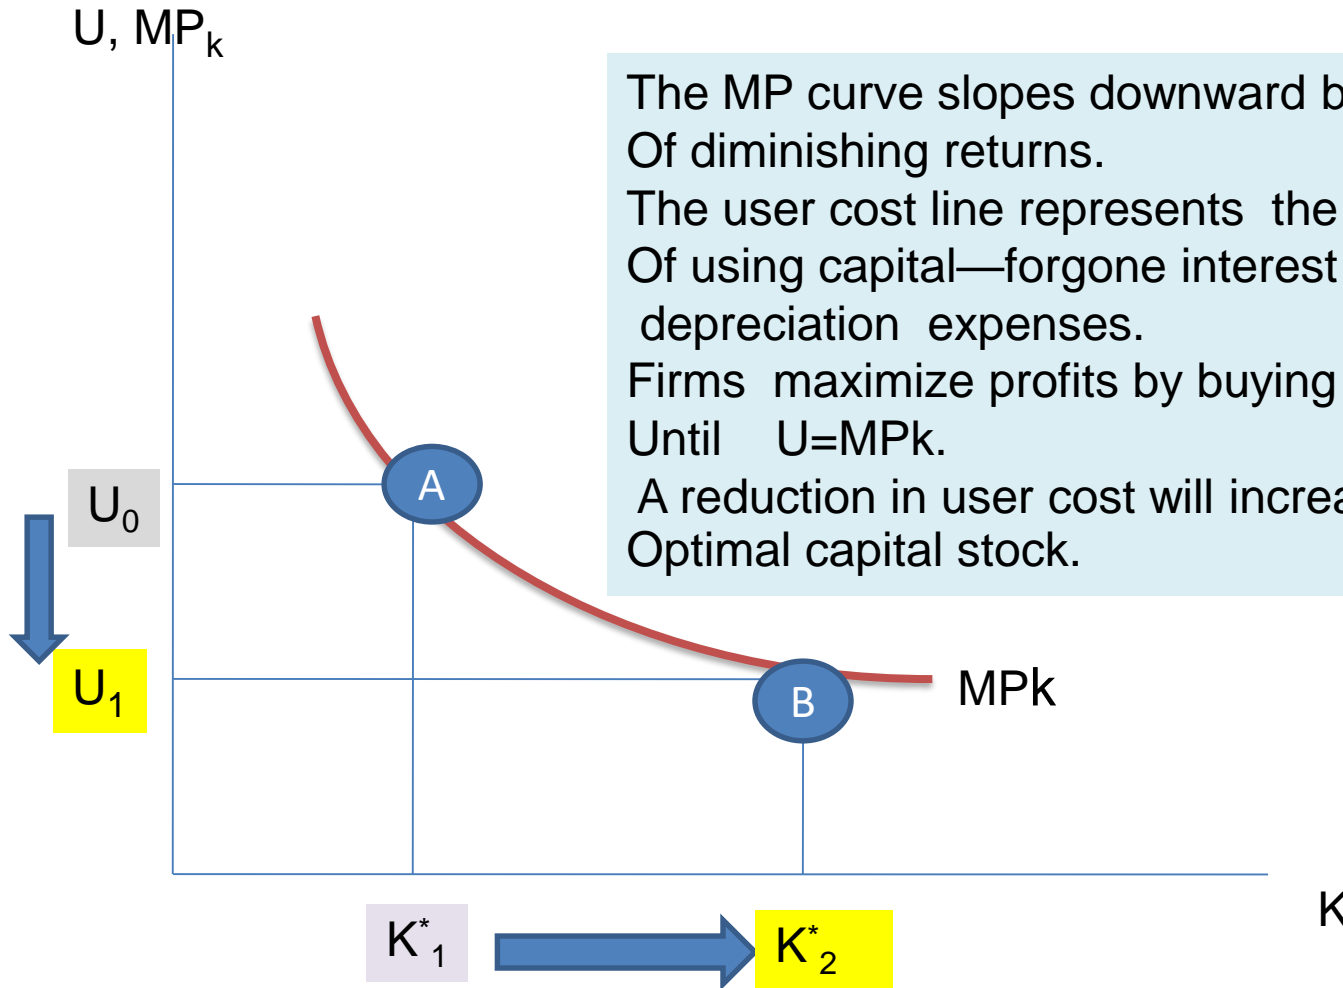 U, MPk
The MP curve slopes downward b
Of diminishing returns.
The user cost line represents the
Of using capital—forgone interest
depreciation expenses.
Firms maximize profits by buying
Until U=MPk.
A reduction in user cost will increa
Optimal capital stock.
A
U0
U1
B
MPk
K
K*1
K*2